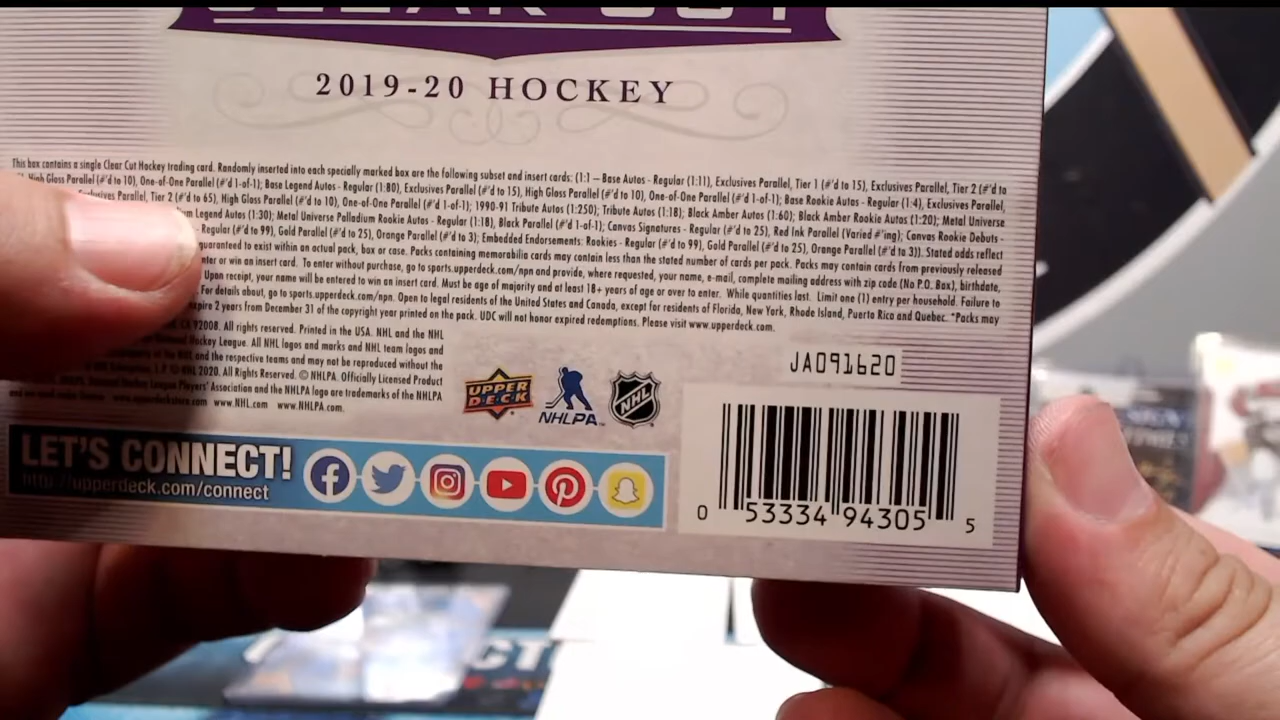 CLEAR CUT
2019-20 HOCKEY
This box contains a single Clear Cut Hockey trading card. Randomly inserted into each specially marked box are the following subset and insert cards: (1:1 – Base Autos - Regular (1:11), Exclusives Parallel, Tier 1 (#'d to 15), Exclusives Parallel, Tier 2 (#'d to
High Gloss Parallel (#'d to 10), One-of-One Parallel (#'d 1-of-1); Base Legend Autos - Regular (1:80), Exclusives Parallel (#'d to 15), High Gloss Parallel (#'d to 10), One-of-One Parallel (#'d 1-of-1); Base Rookie Autos - Regular (1:4), Exclusives Parallel,
Exclusives Parallel, Tier 2 (#'d to 65), High Gloss Parallel (#'d to 10), One-of-One Parallel (#'d 1-of-1); 1990-91 Tribute Autos (1:250); Tribute Autos (1:18); Black Amber Autos (1:60); Black Amber Rookie Autos (1:20); Metal Universe
Legend Autos (1:30); Metal Universe Palladium Rookie Autos - Regular (1:18), Black Parallel (#'d 1-of-1); Canvas Signatures - Regular (#'d to 25), Red Ink Parallel (Varied #'ing); Canvas Rookie Debuts -
- Regular (#'d to 99), Gold Parallel (#'d to 25), Orange Parallel (#'d to 3); Embedded Endorsements: Rookies - Regular (#'d to 99), Gold Parallel (#'d to 25), Orange Parallel (#'d to 3)). Stated odds reflect
guaranteed to exist within an actual pack, box or case. Packs containing memorabilia cards may contain less than the stated number of cards per pack. Packs may contain cards from previously released
or win an insert card. To enter without purchase, go to sports.upperdeck.com/npn and provide, where requested, your name, e-mail, complete mailing address with zip code (No P.O. Box), birthdate,
Upon receipt, your name will be entered to win an insert card. Must be age of majority and at least 18+ years of age or over to enter. While quantities last. Limit one (1) entry per household. Failure to
For details about, go to sports.upperdeck.com/npn. Open to legal residents of the United States and Canada, except for residents of Florida, New York, Rhode Island, Puerto Rico and Quebec. *Packs may
expire 2 years from December 31 of the copyright year printed on the pack. UDC will not honor expired redemptions. Please visit www.upperdeck.com.
CA 92008. All rights reserved. Printed in the USA. NHL and the NHL
Hockey League. All NHL logos and marks and NHL team logos and
and the respective teams and may not be reproduced without the
NHL 2020. All Rights Reserved. © NHLPA. Officially Licensed Product
Players' Association and the NHLPA logo are trademarks of the NHLPA
www.NHL.com www.NHLPA.com.
JA091620
UPPER DECK NHLPA NHL
LET'S CONNECT!
http://upperdeck.com/connect
0 53334 94305 5